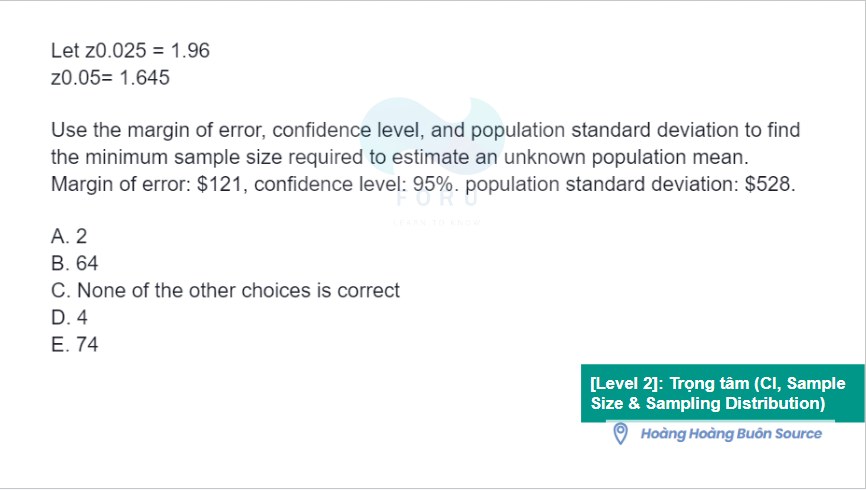 Let z0.025 = 1.96
z0.05= 1.645
Use the margin of error, confidence level, and population standard deviation to find
the minimum sample size required to estimate an unknown population mean.
Margin of error: $121, confidence level: 95%. population standard deviation: $528.
FORU
A. 2
B. 64
C. None of the other choices is correct
D. 4
E. 74
[Level 2]: Trọng tâm (CI, Sample
Size & Sampling Distribution)
Hoàng Hoàng Buôn Source